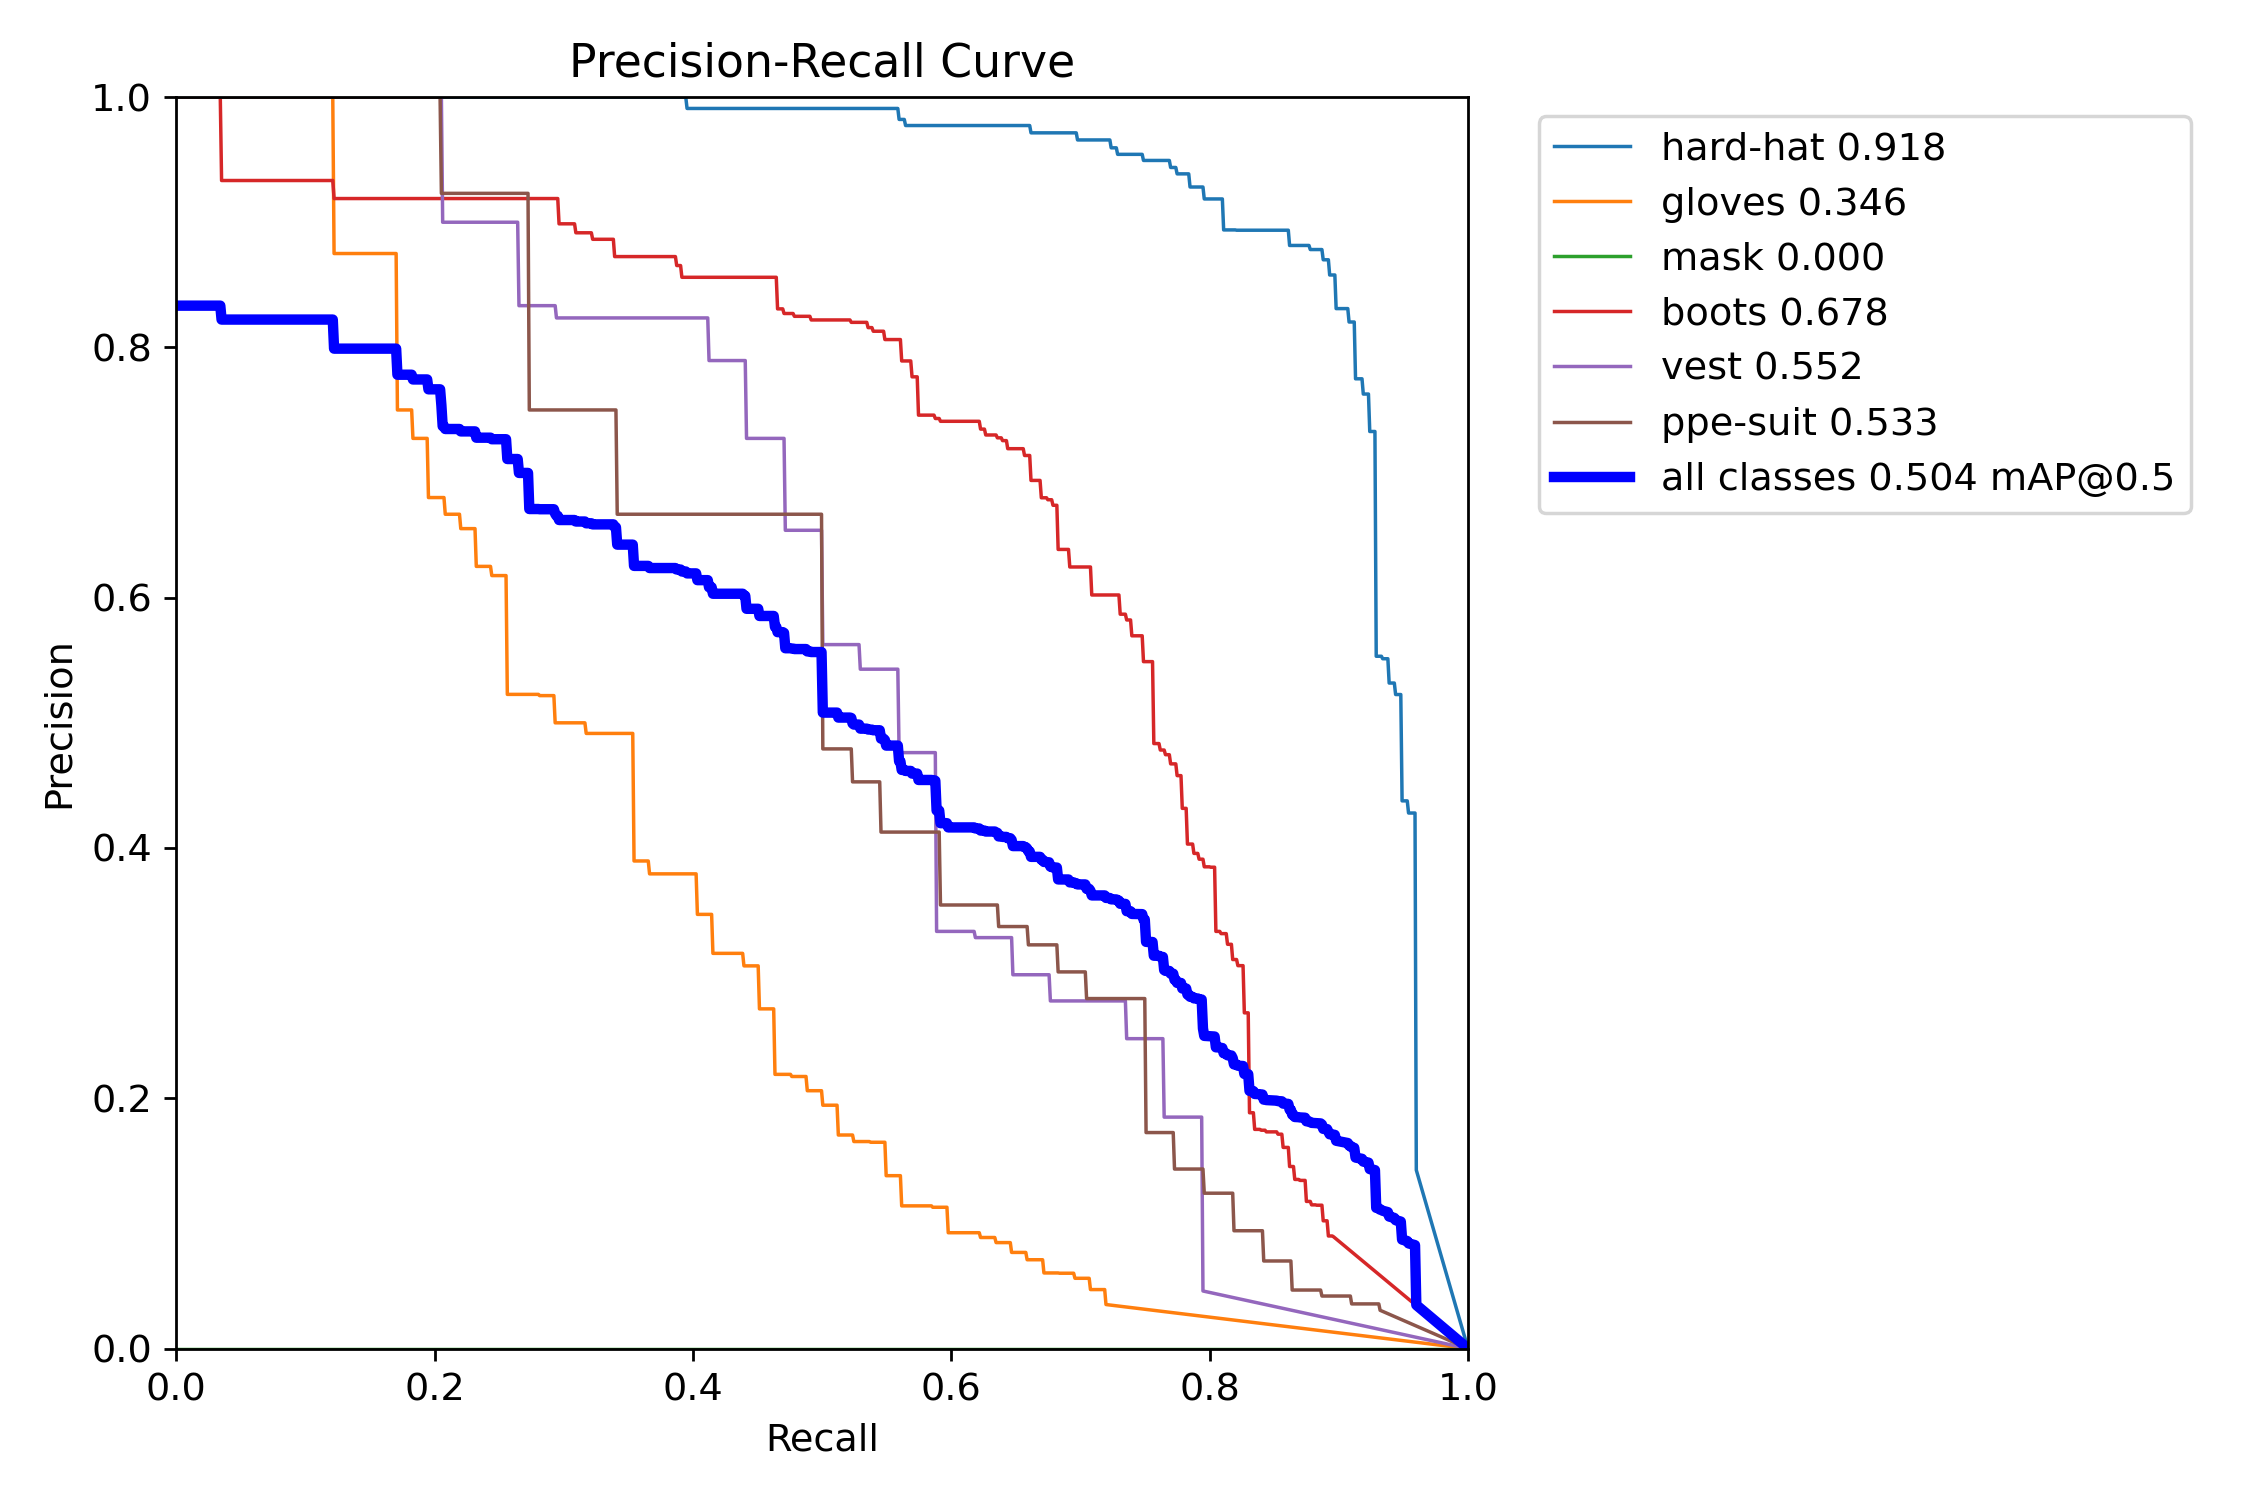 Precision-Recall Curve
1.0
0.8
0.6
0.4
0.2
0.0
Precision
0.0 0.2 0.4 0.6 0.8 1.0
Recall
hard-hat 0.918
gloves 0.346
mask 0.000
boots 0.678
vest 0.552
ppe-suit 0.533
all classes 0.504 mAP@0.5